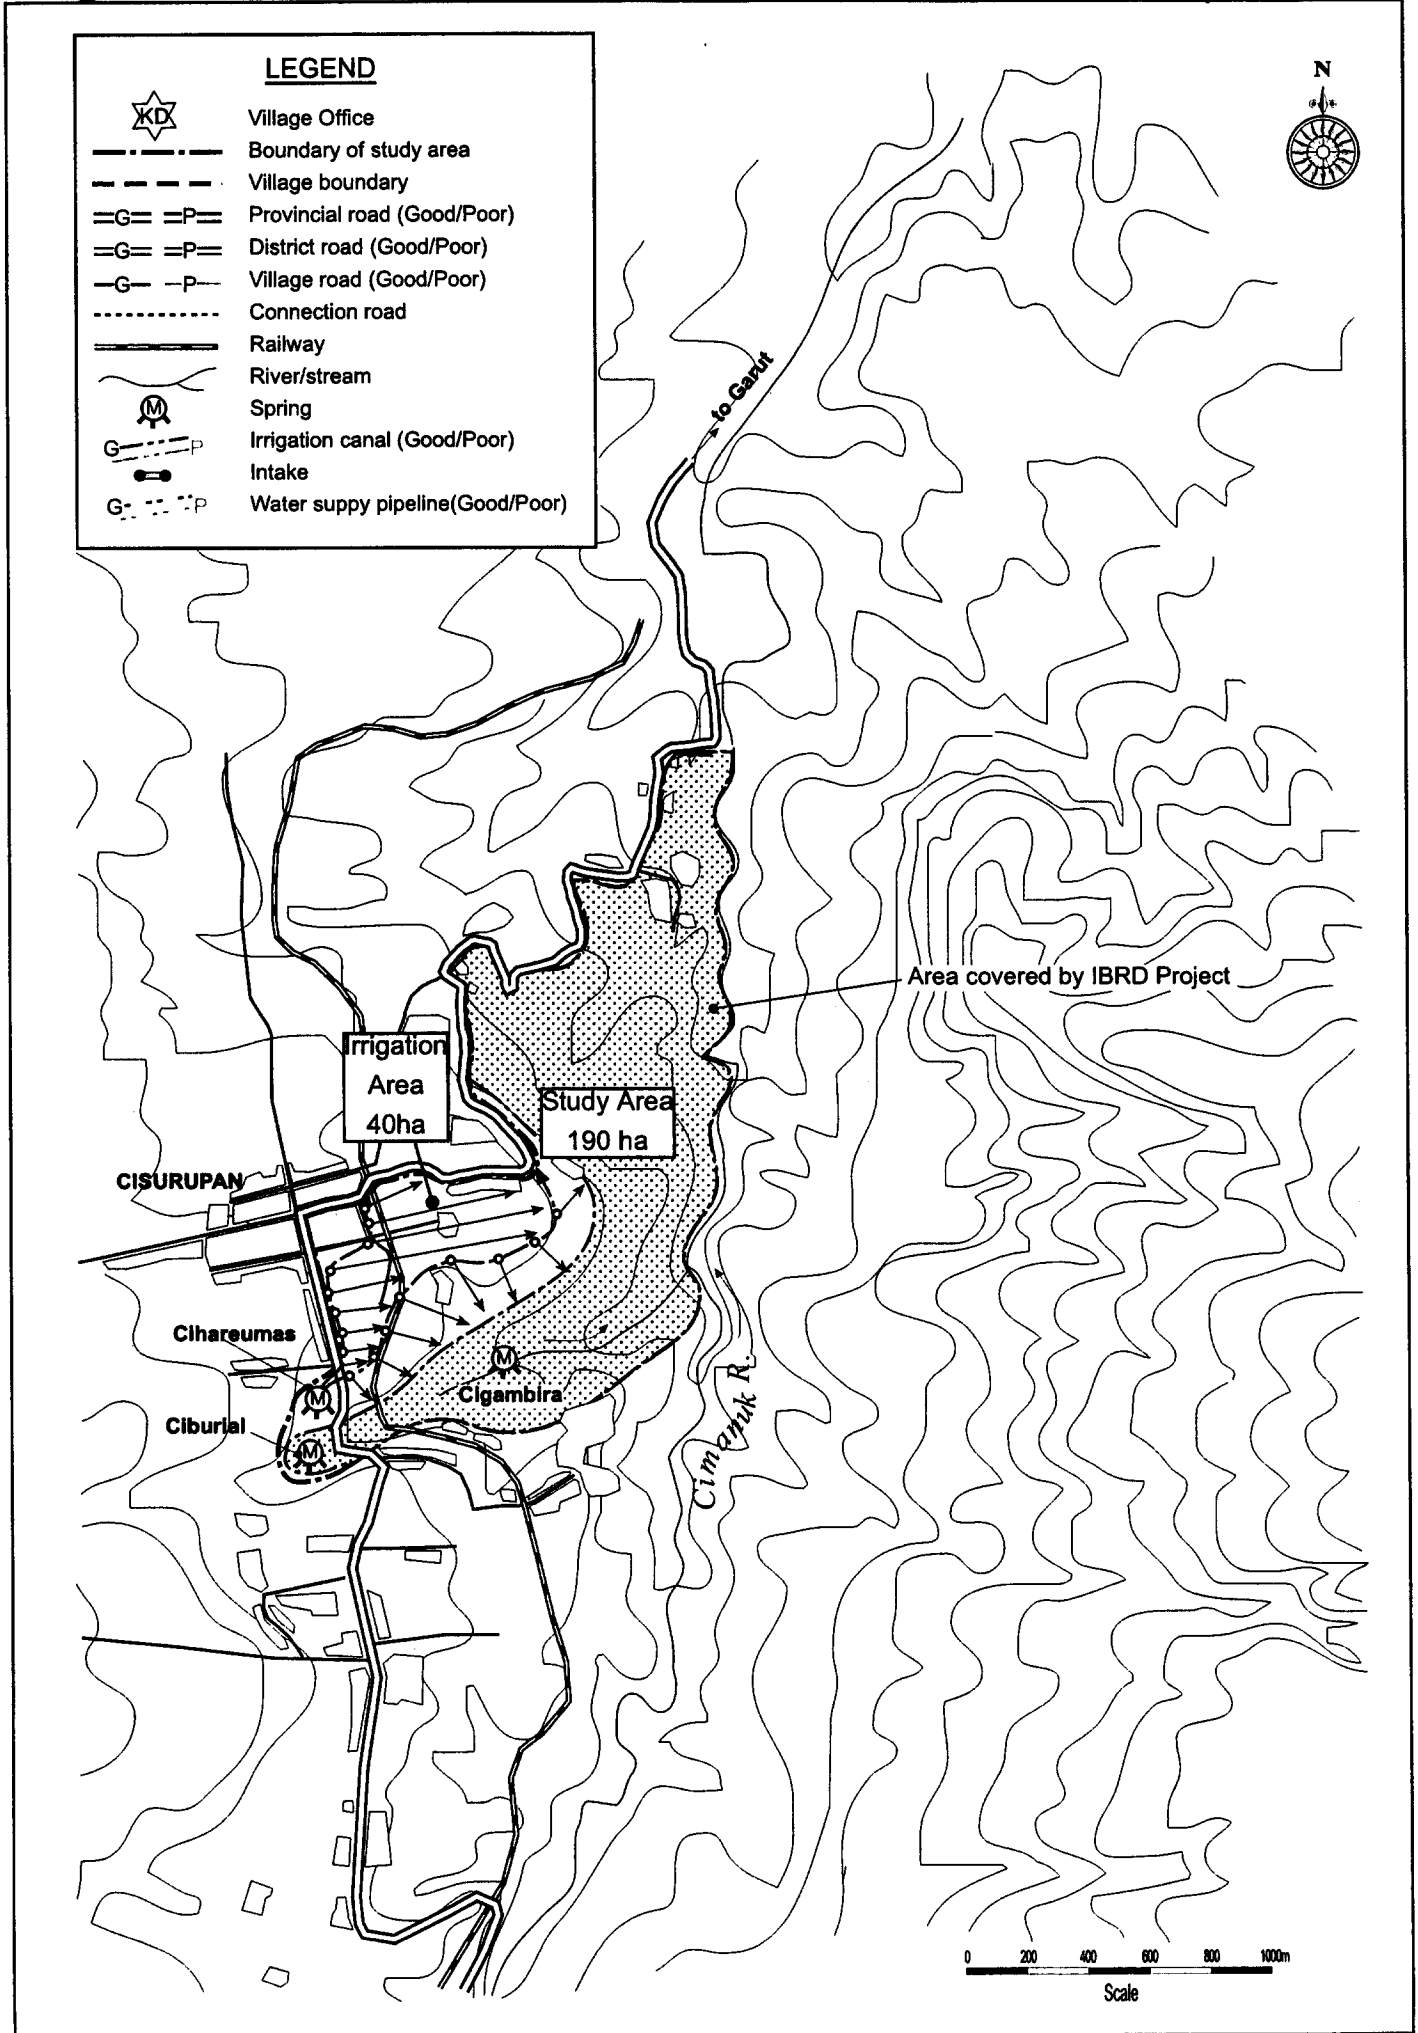 LEGEND
KD Village Office
Boundary of study area
Village boundary
G P Provincial road (Good/Poor)
G P District road (Good/Poor)
G P Village road (Good/Poor)
Connection road
Railway
River/stream
M Spring
G P Irrigation canal (Good/Poor)
Intake
G P Water suppy pipeline(Good/Poor)
N
to Garut
Area covered by IBRD Project
Irrigation
Area
40ha
Study Area
190 ha
CISURUPAN
Cihareumas
M
M
Cigambira
Ciburial
M
Cimanuk R.
0 200 400 600 800 1000m
Scale